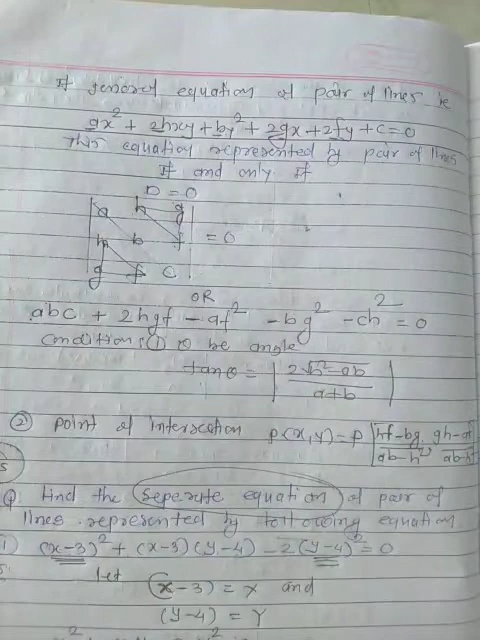 If general equation of pair of lines is
ax² + 2hxy + by² + 2gx + 2fy + c = 0
This equation represented by pair of lines
If and only if
D = 0
|a h g|
|h b f| = 0
|g f c|
OR
abc + 2hgf - af² - bg² - ch² = 0
Condition: ① to be angle
tanθ = | 2√h²-ab / a+b |
② point of intersection P(x,y) = P [hf-bg / ab-h², gh-af / ab-h
Q. find the (seperate equation) of pair of
lines represented by following equation
i) (x-3)² + (x-3)(y-4) - 2(y-4)² = 0
let (x-3) = X and
(y-4) = Y